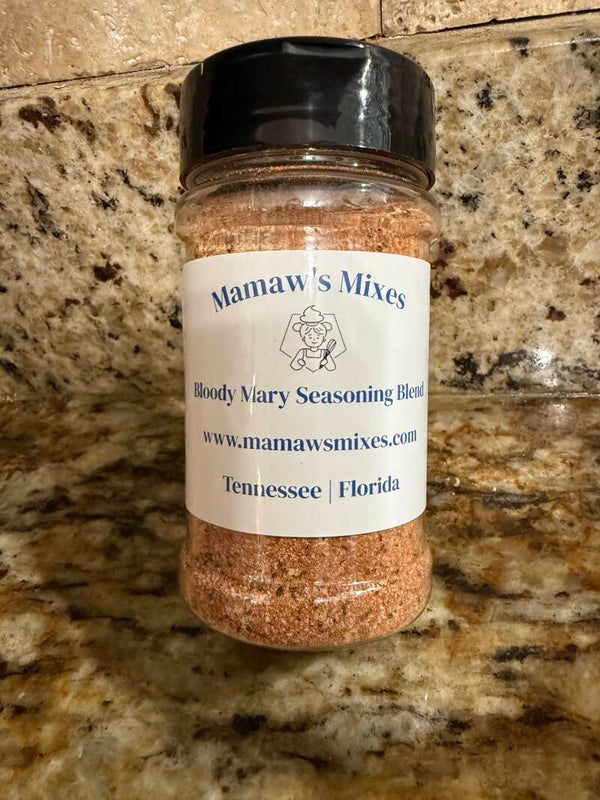 Mamaw's Mixes
Bloody Mary Seasoning Blend
www.mamawsmixes.com
Tennessee | Florida